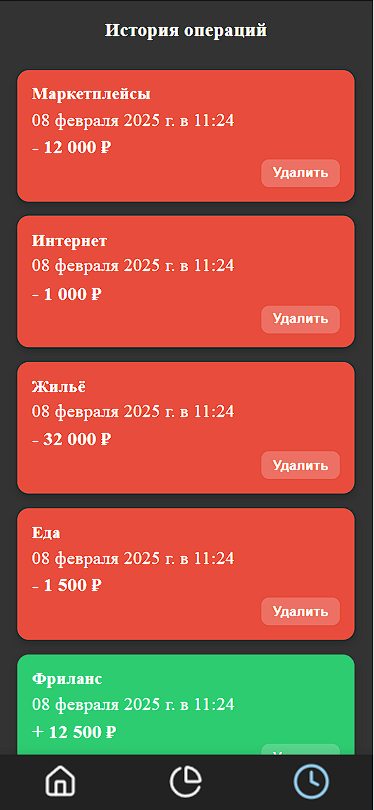 История операций
Маркетплейсы
08 февраля 2025 г. в 11:24
- 12 000 ₽
Удалить
Интернет
08 февраля 2025 г. в 11:24
- 1 000 ₽
Удалить
Жильё
08 февраля 2025 г. в 11:24
- 32 000 ₽
Удалить
Еда
08 февраля 2025 г. в 11:24
- 1 500 ₽
Удалить
Фриланс
08 февраля 2025 г. в 11:24
+ 12 500 ₽